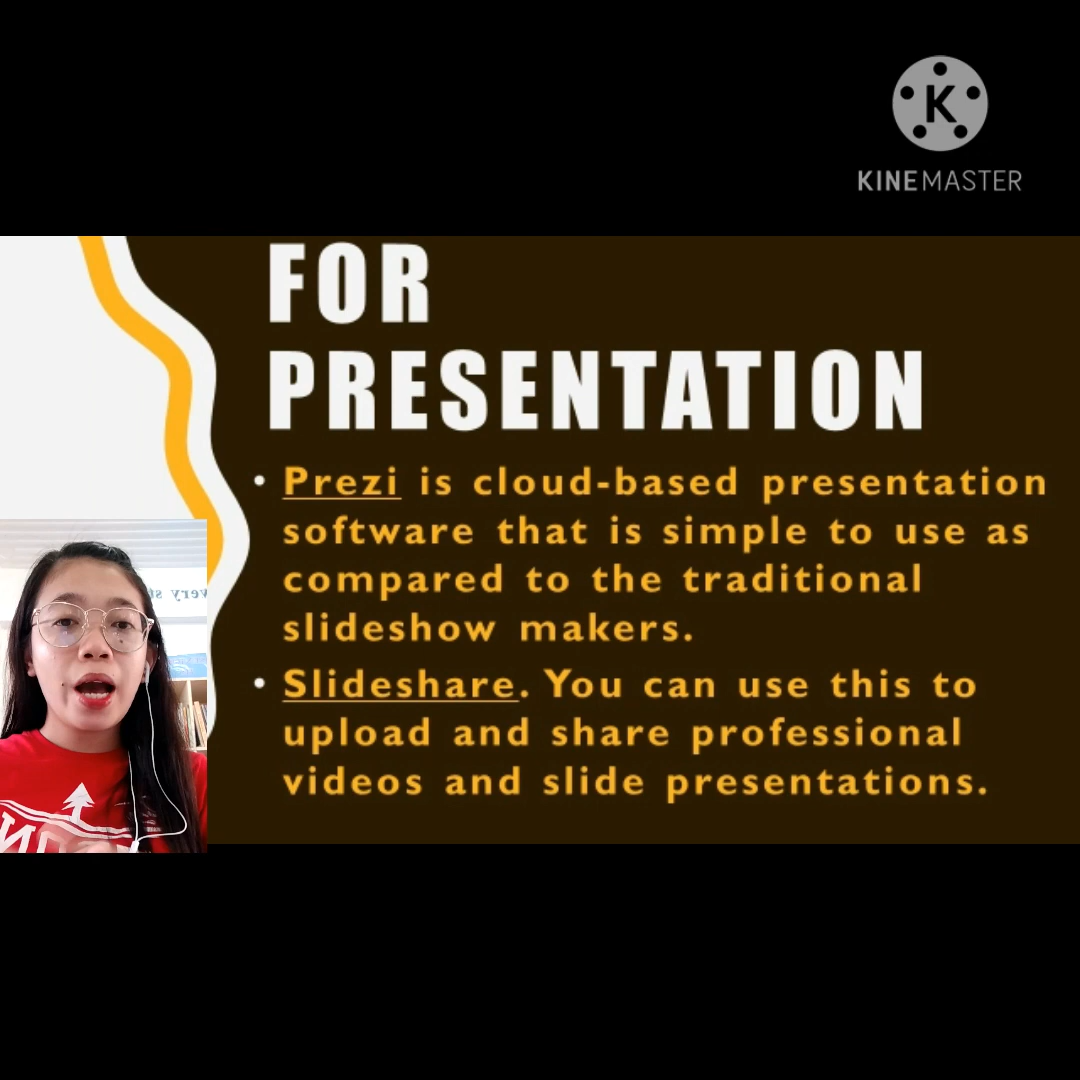 KINEMASTER
FOR
PRESENTATION
• Prezi is cloud-based presentation
software that is simple to use as
compared to the traditional
slideshow makers.
• Slideshare. You can use this to
upload and share professional
videos and slide presentations.
very